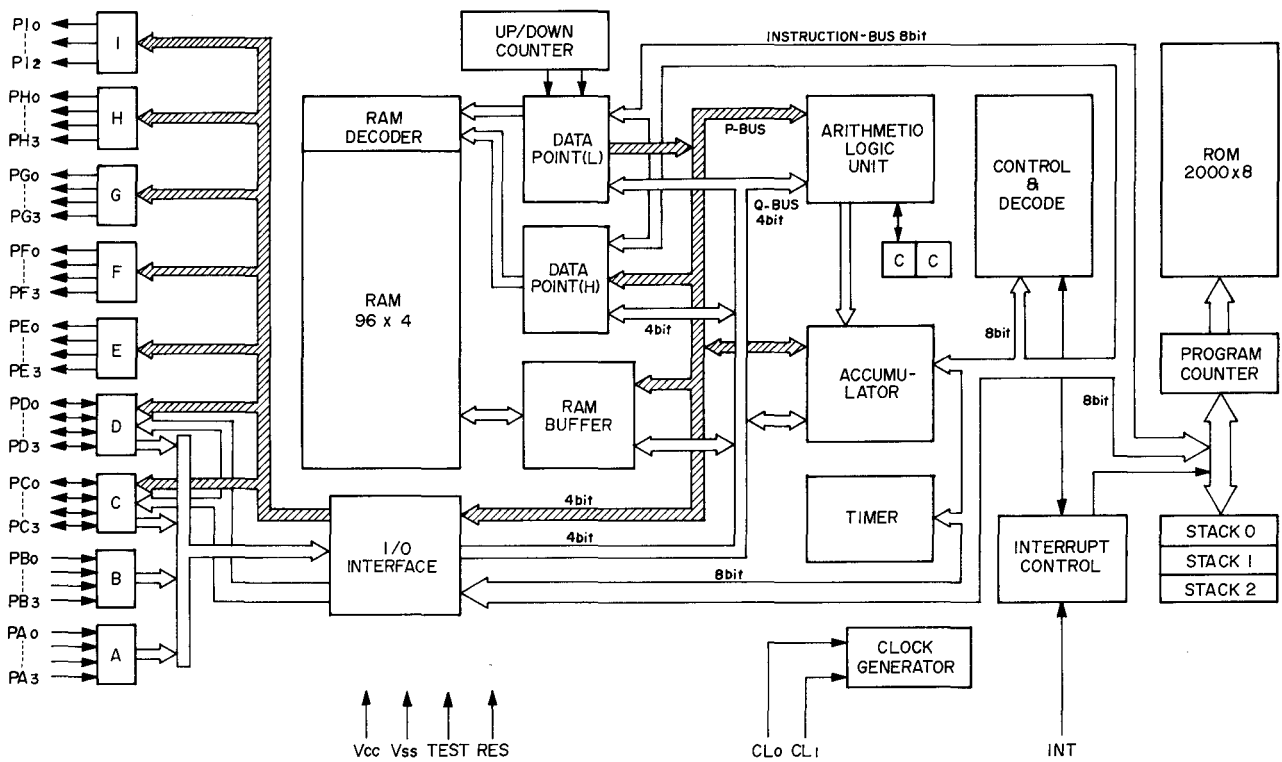 PI0
PI2
I
PH0
PH3
H
PG0
PG3
G
PF0
PF3
F
PE0
PE3
E
PD0
PD3
D
PC0
PC3
C
PB0
PB3
B
PA0
PA3
A
UP/DOWN
COUNTER
RAM
DECODER
RAM
96 x 4
DATA
POINT(L)
DATA
POINT(H)
4bit
RAM
BUFFER
I/O
INTERFACE
4bit
4bit
8bit
INSTRUCTION-BUS 8bit
P-BUS
Q-BUS
4bit
ARITHMETIO
LOGIC
UNIT
C C
ACCUMU-
LATOR
TIMER
CONTROL
&
DECODE
8bit
8bit
ROM
2000 x 8
PROGRAM
COUNTER
INTERRUPT
CONTROL
STACK 0
STACK 1
STACK 2
CLOCK
GENERATOR
Vcc Vss TEST RES
CL0 CL1
INT